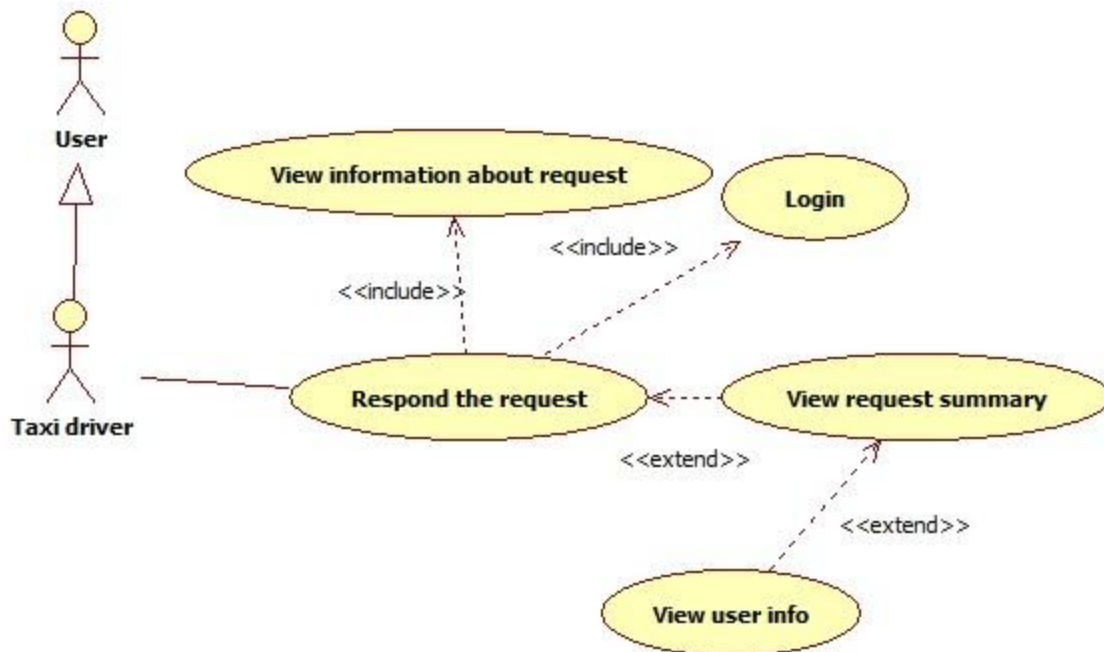 User
View information about request
Login
<<include>>
<<include>>
Respond the request
View request summary
Taxi driver
<<extend>>
<<extend>>
View user info